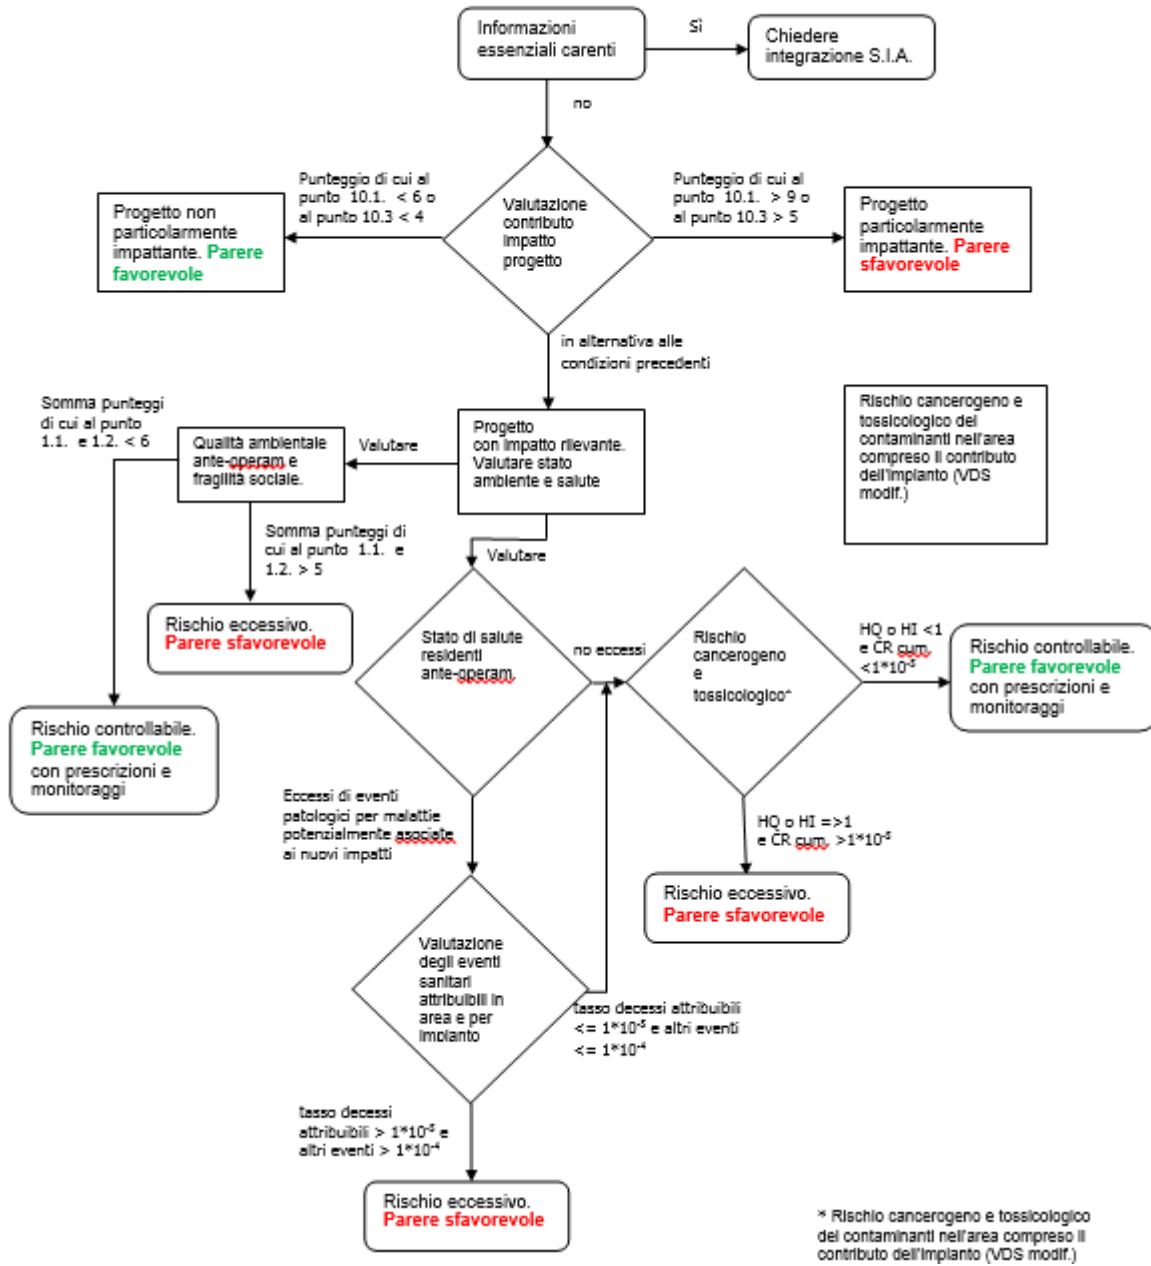 Informazioni
essenziali carenti
Sì
Chiedere
integrazione S.I.A.
no
Punteggio di cui al
punto 10.1. < 6 o
al punto 10.3 < 4
Valutazione
contributo
impatto
progetto
Punteggio di cui al
punto 10.1. > 9 o
al punto 10.3 > 5
Progetto non
particolarmente
impattante. Parere
favorevole
Progetto
particolarmente
impattante. Parere
sfavorevole
in alternativa alle
condizioni precedenti
Somma punteggi
di cui al punto
1.1. e 1.2. < 6
Qualità ambientale
ante-operam e
fragilità sociale.
Valutare
Progetto
con impatto rilevante.
Valutare stato
ambiente e salute
Rischio cancerogeno e
tossicologico dei
contaminanti nell'area
compreso il contributo
dell'impianto (VDS
modif.)
Somma punteggi di
cui al punto 1.1. e
1.2. > 5
Valutare
Rischio eccessivo.
Parere sfavorevole
Stato di salute
residenti
ante-operam.
no eccessi
Rischio
cancerogeno
e
tossicologico*
HQ o HI <1
e CR cum.
<1*10⁻⁵
Rischio controllabile.
Parere favorevole
con prescrizioni e
monitoraggi
Rischio controllabile.
Parere favorevole
con prescrizioni e
monitoraggi
Eccessi di eventi
patologici per malattie
potenzialmente asociate
ai nuovi impatti
HQ o HI =>1
e CR cum. >1*10⁻⁵
Rischio eccessivo.
Parere sfavorevole
Valutazione
degli eventi
sanitari
attribuibili in
area e per
impianto
tasso decessi attribuibili
<= 1*10⁻⁵ e altri eventi
<= 1*10⁻⁴
tasso decessi
attribuibili > 1*10⁻⁵ e
altri eventi > 1*10⁻⁴
Rischio eccessivo.
Parere sfavorevole
* Rischio cancerogeno e tossicologico
dei contaminanti nell'area compreso il
contributo dell'impianto (VDS modif.)